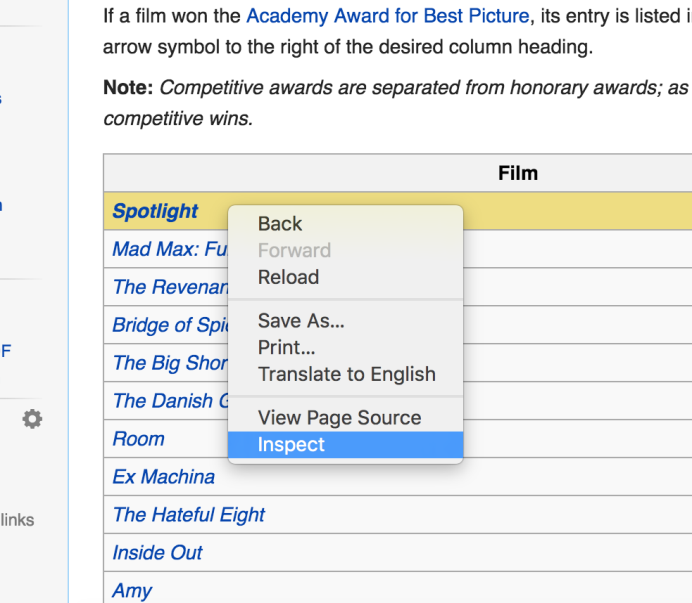 If a film won the Academy Award for Best Picture, its entry is listed
arrow symbol to the right of the desired column heading.
Note: Competitive awards are separated from honorary awards; as
competitive wins.
Film
Spotlight
Back
Mad Max: Fu
Forward
The Revenan
Reload
Bridge of Spi
Save As...
Print...
The Big Shor
Translate to English
The Danish
View Page Source
Room
Inspect
Ex Machina
The Hateful Eight
Inside Out
Amy
F
links